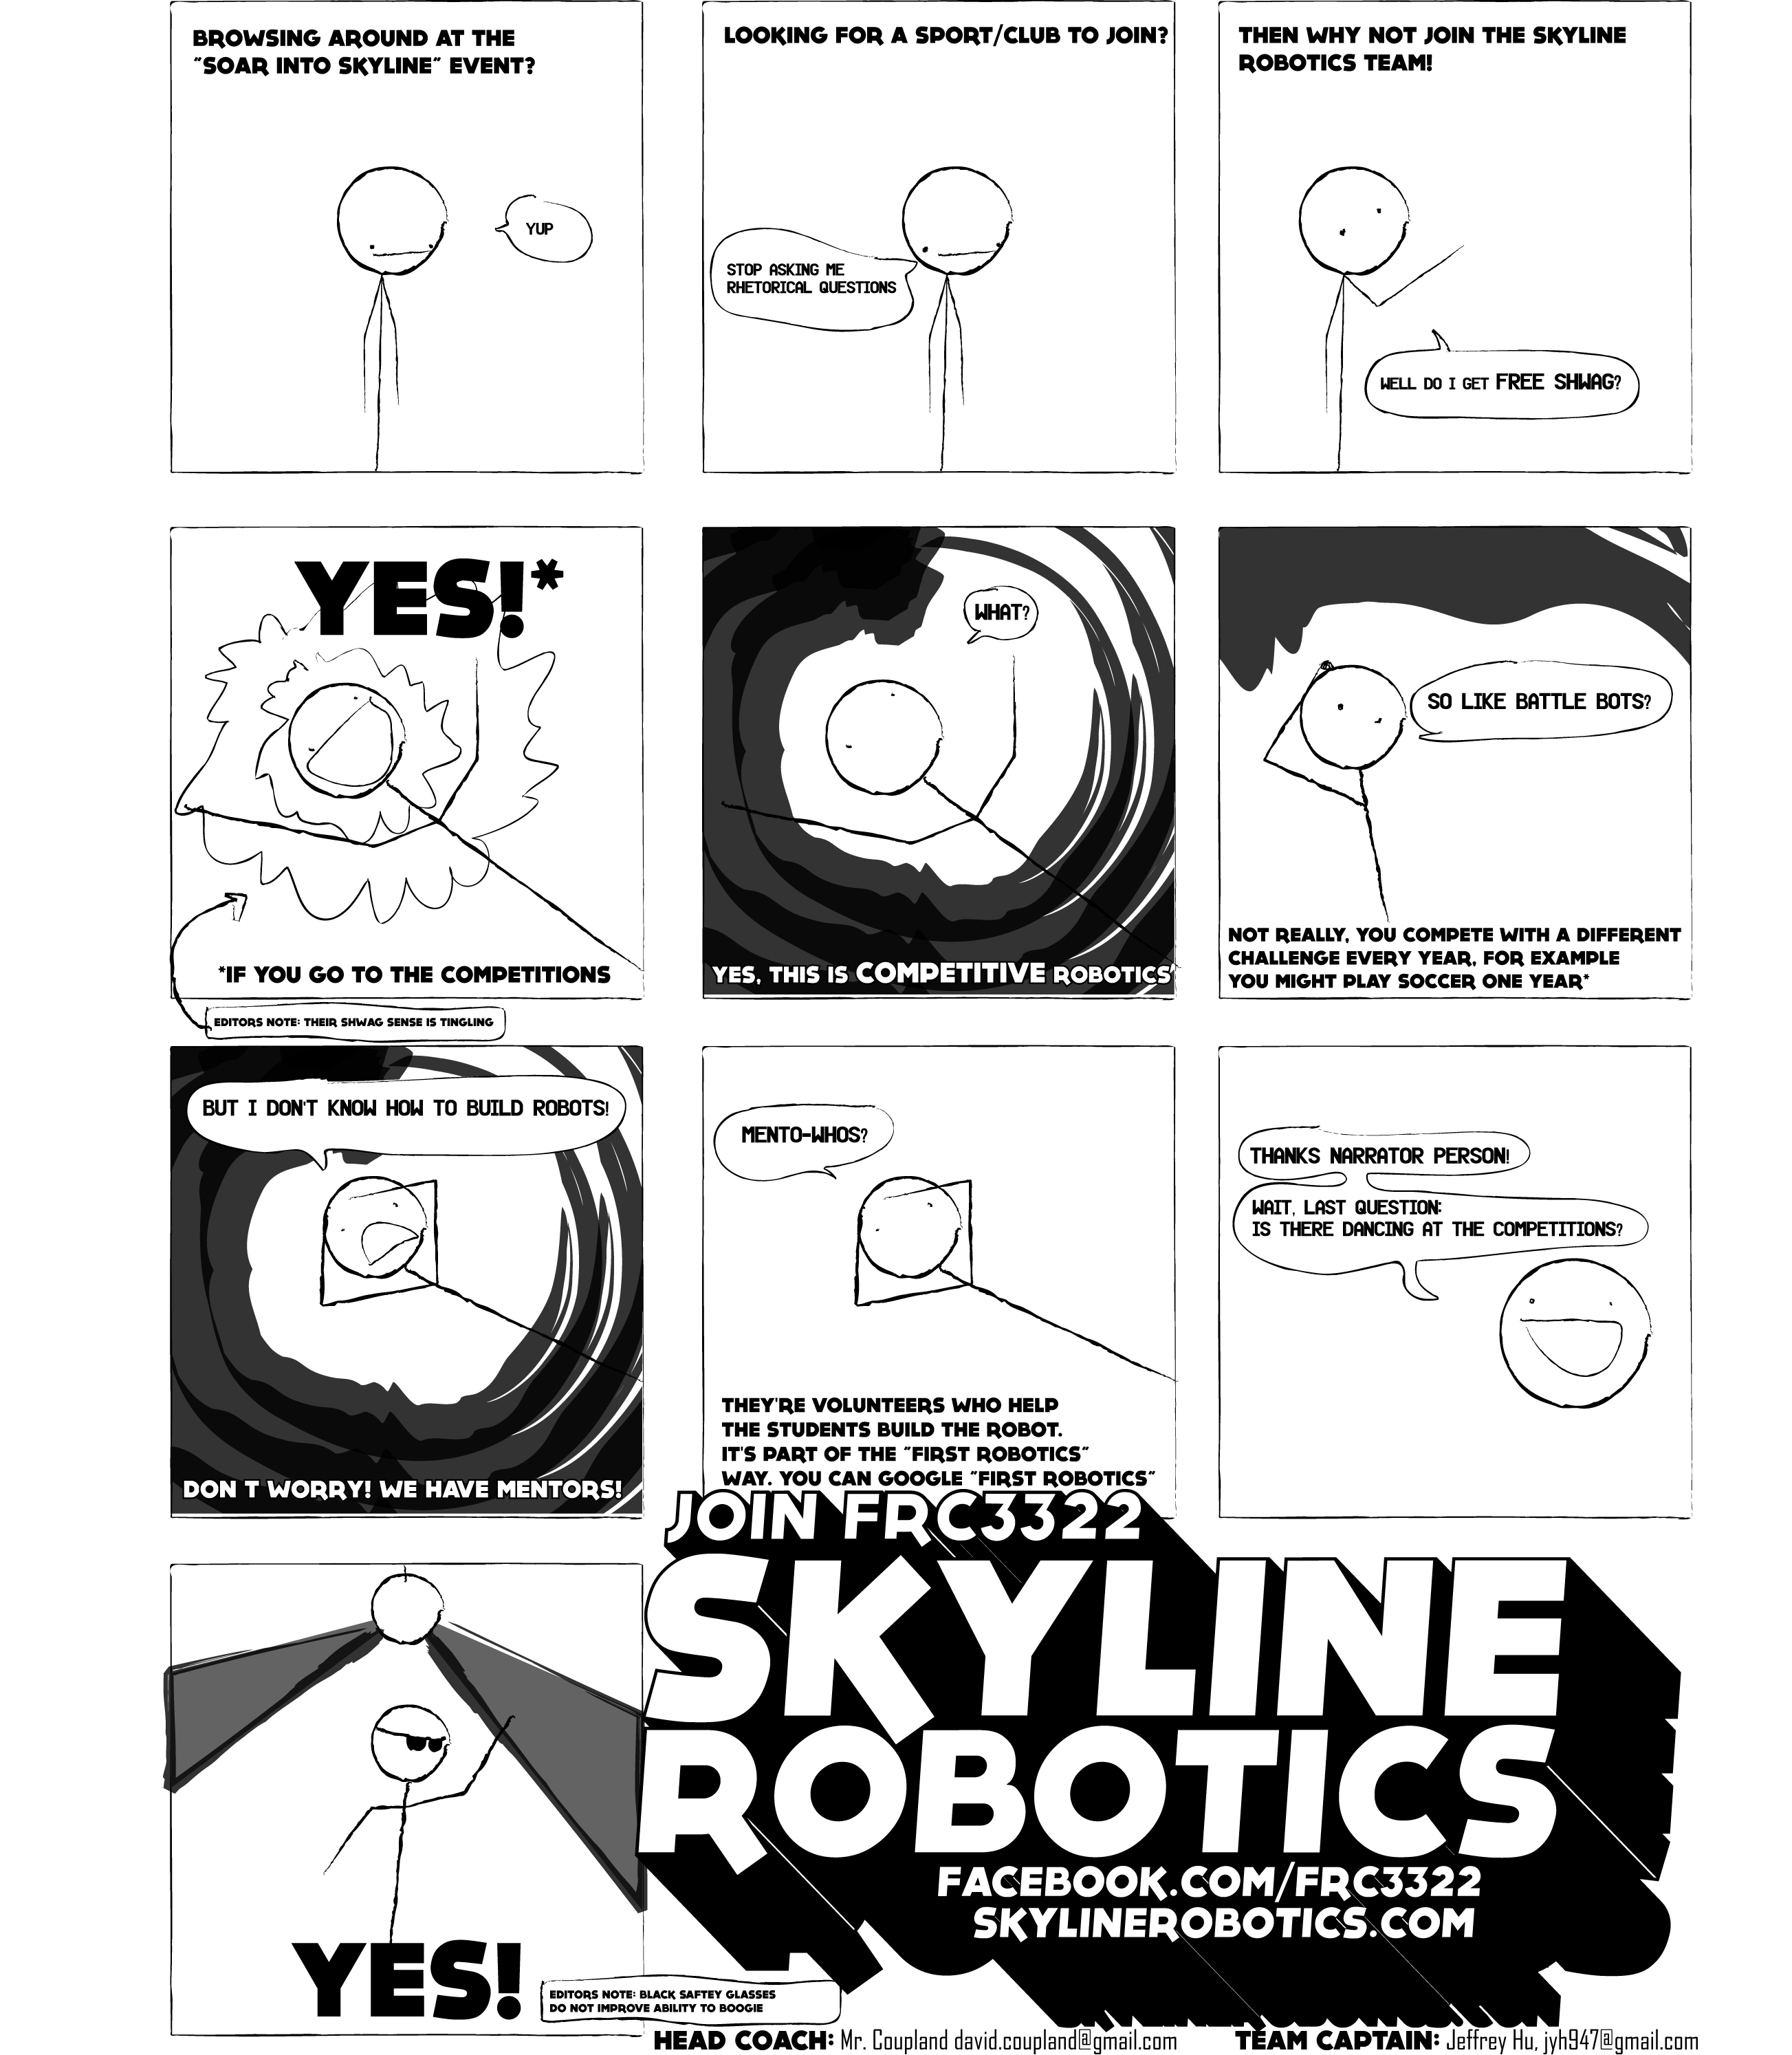 BROWSING AROUND AT THE
"SOAR INTO SKYLINE" EVENT?
YUP
LOOKING FOR A SPORT/CLUB TO JOIN?
STOP ASKING ME
RHETORICAL QUESTIONS
THEN WHY NOT JOIN THE SKYLINE
ROBOTICS TEAM!
WELL DO I GET FREE SHWAG?
YES!*
*IF YOU GO TO THE COMPETITIONS
EDITORS NOTE: THEIR SHWAG SENSE IS TINGLING
WHAT?
YES, THIS IS COMPETITIVE ROBOTICS'
SO LIKE BATTLE BOTS?
NOT REALLY, YOU COMPETE WITH A DIFFERENT
CHALLENGE EVERY YEAR, FOR EXAMPLE
YOU MIGHT PLAY SOCCER ONE YEAR*
BUT I DON'T KNOW HOW TO BUILD ROBOTS!
DON T WORRY! WE HAVE MENTORS!
MENTO-WHOS?
THEY'RE VOLUNTEERS WHO HELP
THE STUDENTS BUILD THE ROBOT.
IT'S PART OF THE "FIRST ROBOTICS"
WAY. YOU CAN GOOGLE "FIRST ROBOTICS"
THANKS NARRATOR PERSON!
WAIT, LAST QUESTION:
IS THERE DANCING AT THE COMPETITIONS?
YES!
EDITORS NOTE: BLACK SAFTEY GLASSES
DO NOT IMPROVE ABILITY TO BOOGIE
JOIN FRC3322
SKYLINE
ROBOTICS
FACEBOOK.COM/FRC3322
SKYLINEROBOTICS.COM
HEAD COACH: Mr. Coupland david.coupland@gmail.com
TEAM CAPTAIN: Jeffrey Hu, jyh947@gmail.com